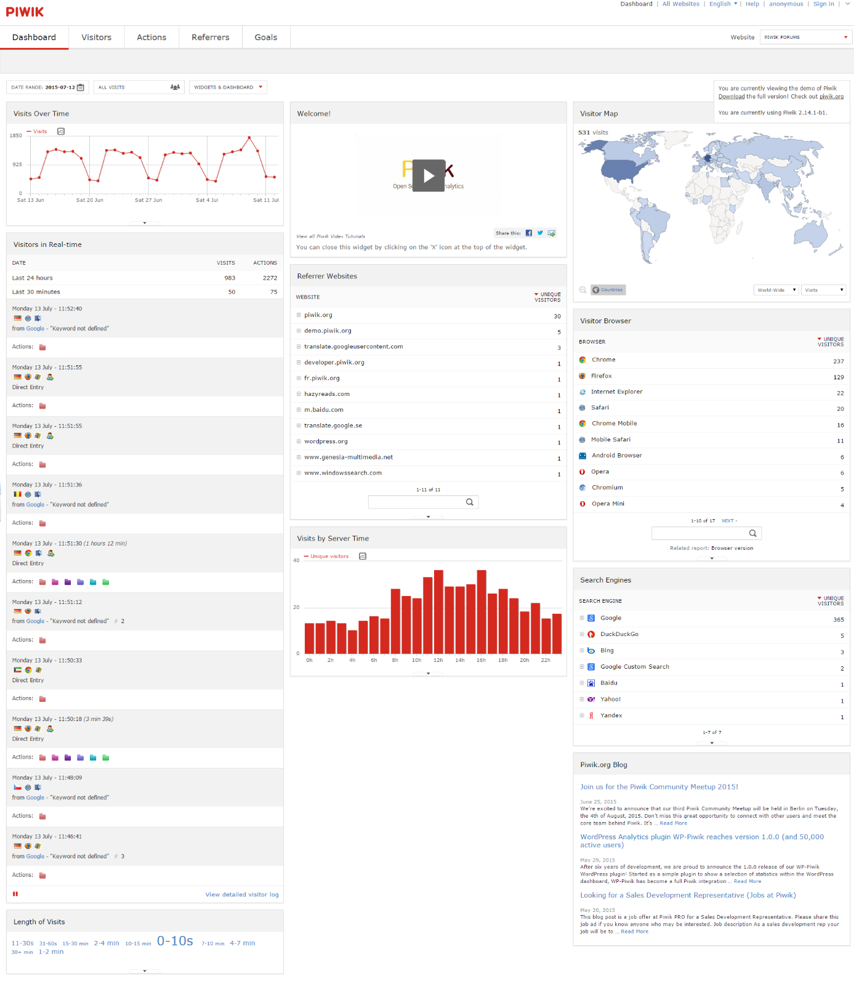 PIWIK
Dashboard | All Websites | English | Help | anonymous | Sign in |
Dashboard Visitors Actions Referrers Goals
Website PIWIK FORUMS
DATE RANGE: 2015-07-12 ALL VISITS WIDGETS & DASHBOARD
You are currently viewing the demo of Piwik
Download the full version! Check out piwik.org
You are currently using Piwik 2.14.1-b1.
Visits Over Time
Visits
1850
925
0
Sat 13 Jun Sat 20 Jun Sat 27 Jun Sat 4 Jul Sat 11 Jul
Visitors in Real-time
DATE VISITS ACTIONS
Last 24 hours 983 2272
Last 30 minutes 50 75
Monday 13 July - 11:52:40
from Google - "Keyword not defined"
Actions:
Monday 13 July - 11:51:55
Direct Entry
Actions:
Monday 13 July - 11:51:55
Direct Entry
Actions:
Monday 13 July - 11:51:36
from Google - "Keyword not defined"
Actions:
Monday 13 July - 11:51:30 (1 hours 12 min)
Direct Entry
Actions:
Monday 13 July - 11:51:12
from Google - "Keyword not defined" # 2
Actions:
Monday 13 July - 11:50:33
Direct Entry
Actions:
Monday 13 July - 11:50:18 (3 min 39s)
Direct Entry
Actions:
Monday 13 July - 11:48:09
from Google - "Keyword not defined"
Actions:
Monday 13 July - 11:46:41
from Google - "Keyword not defined" # 3
Actions:
View detailed visitor log
Length of Visits
11-30s 31-60s 15-30 min 2-4 min 10-15 min 0-10s 7-10 min 4-7 min
30+ min 1-2 min
Welcome!
View all Piwik Video Tutorials
Share this:
You can close this widget by clicking on the 'X' icon at the top of the widget.
Referrer Websites
WEBSITE UNIQUE
VISITORS
piwik.org 30
demo.piwik.org 5
translate.googleusercontent.com 3
developer.piwik.org 1
fr.piwik.org 1
hazyreads.com 1
m.baidu.com 1
translate.google.se 1
wordpress.org 1
www.genesia-multimedia.net 1
www.windowssearch.com 1
1-11 of 11
Visits by Server Time
Unique visitors
40
20
0
0h 2h 4h 6h 8h 10h 12h 14h 16h 18h 20h 22h
Visitor Map
531 visits
Countries World-Wide Visits
Visitor Browser
BROWSER UNIQUE
VISITORS
Chrome 237
Firefox 129
Internet Explorer 22
Safari 20
Chrome Mobile 16
Mobile Safari 11
Android Browser 6
Opera 6
Chromium 5
Opera Mini 4
1-10 of 17 NEXT ›
Related report: Browser version
Search Engines
SEARCH ENGINE UNIQUE
VISITORS
Google 365
DuckDuckGo 5
Bing 3
Google Custom Search 2
Baidu 1
Yahoo! 1
Yandex 1
1-7 of 7
Piwik.org Blog
Join us for the Piwik Community Meetup 2015!
June 25, 2015
We're excited to announce that our third Piwik Community Meetup will be held in Berlin on Tuesday,
the 4th of August, 2015. Don't miss this great opportunity to connect with other users and meet the
core team behind Piwik. It's ... Read More
WordPress Analytics plugin WP-Piwik reaches version 1.0.0 (and 50,000
active users)
May 29, 2015
After six years of development, we are proud to announce the 1.0.0 release of our WP-Piwik
WordPress plugin! Started as a simple plugin to show a selection of statistics within the WordPress
dashboard, WP-Piwik has become a full Piwik integration ... Read More
Looking for a Sales Development Representative (Jobs at Piwik)
May 20, 2015
This blog post is a job offer at Piwik PRO for a Sales Development Representative. Please share this
job ad if you know anyone who may be interested. Job description As a sales development rep your
job will be to ... Read More